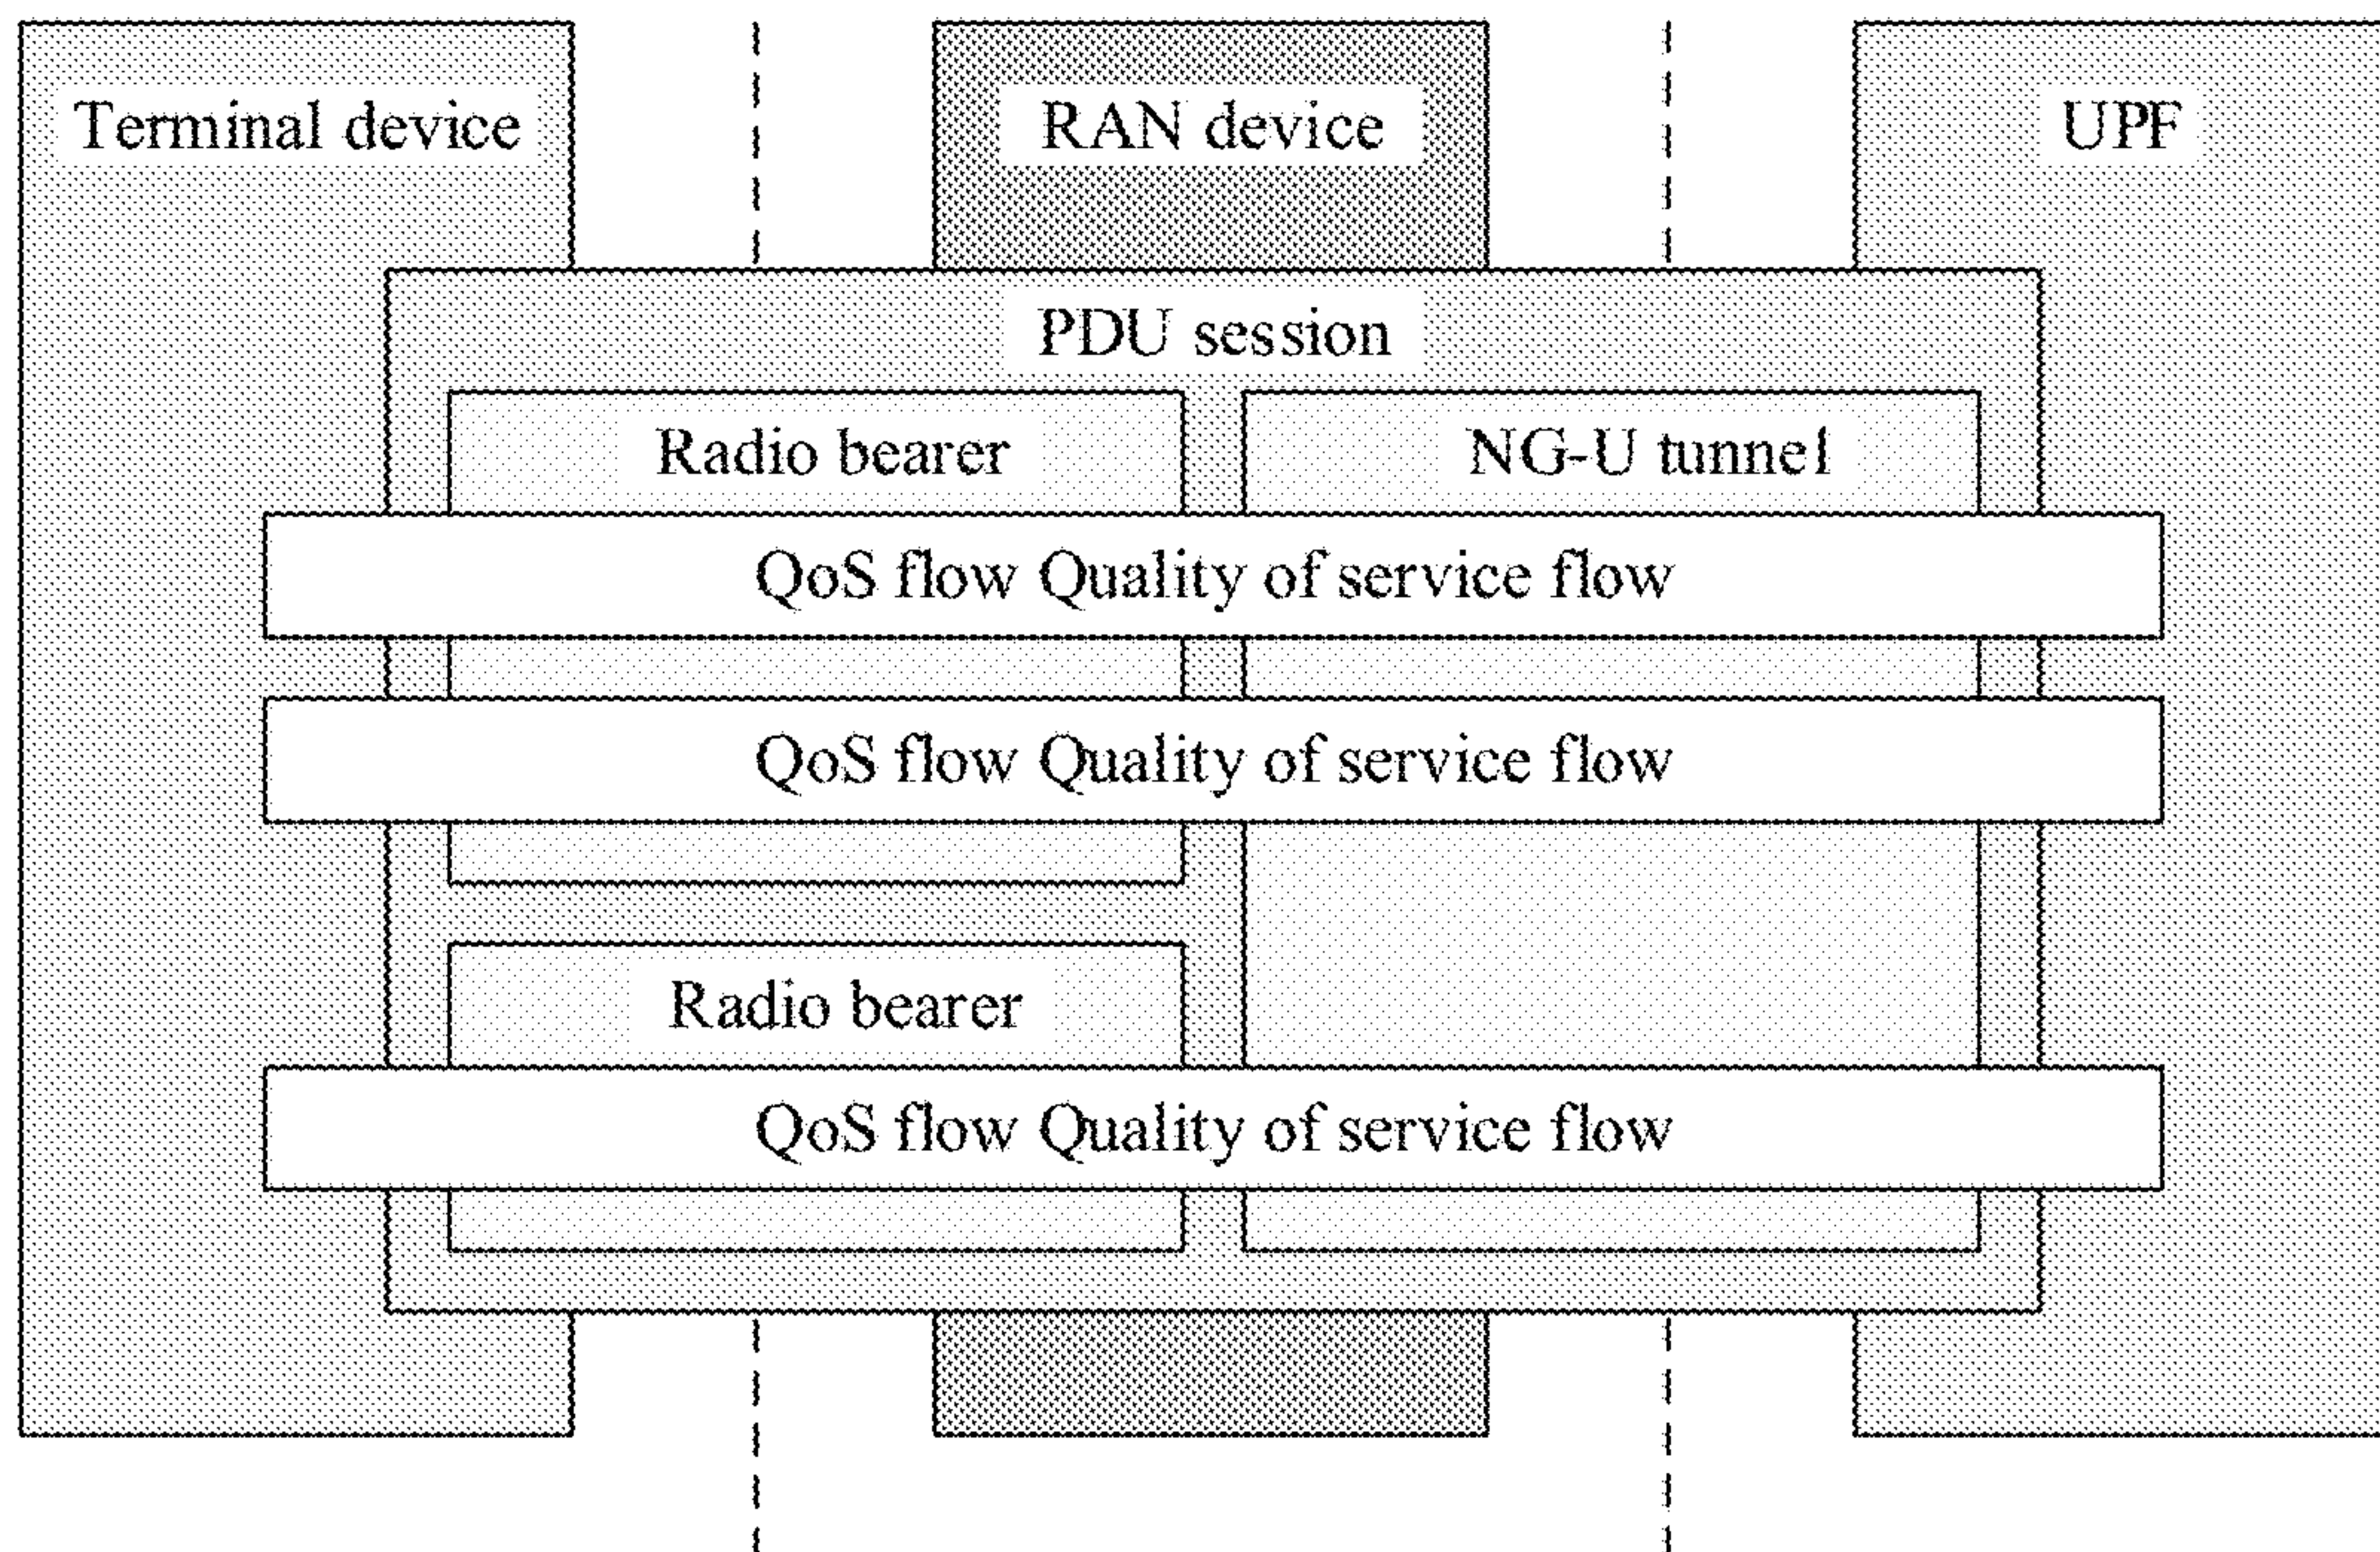 Terminal device
RAN device
UPF
PDU session
Radio bearer
NG-U tunnel
QoS flow Quality of service flow
QoS flow Quality of service flow
Radio bearer
QoS flow Quality of service flow